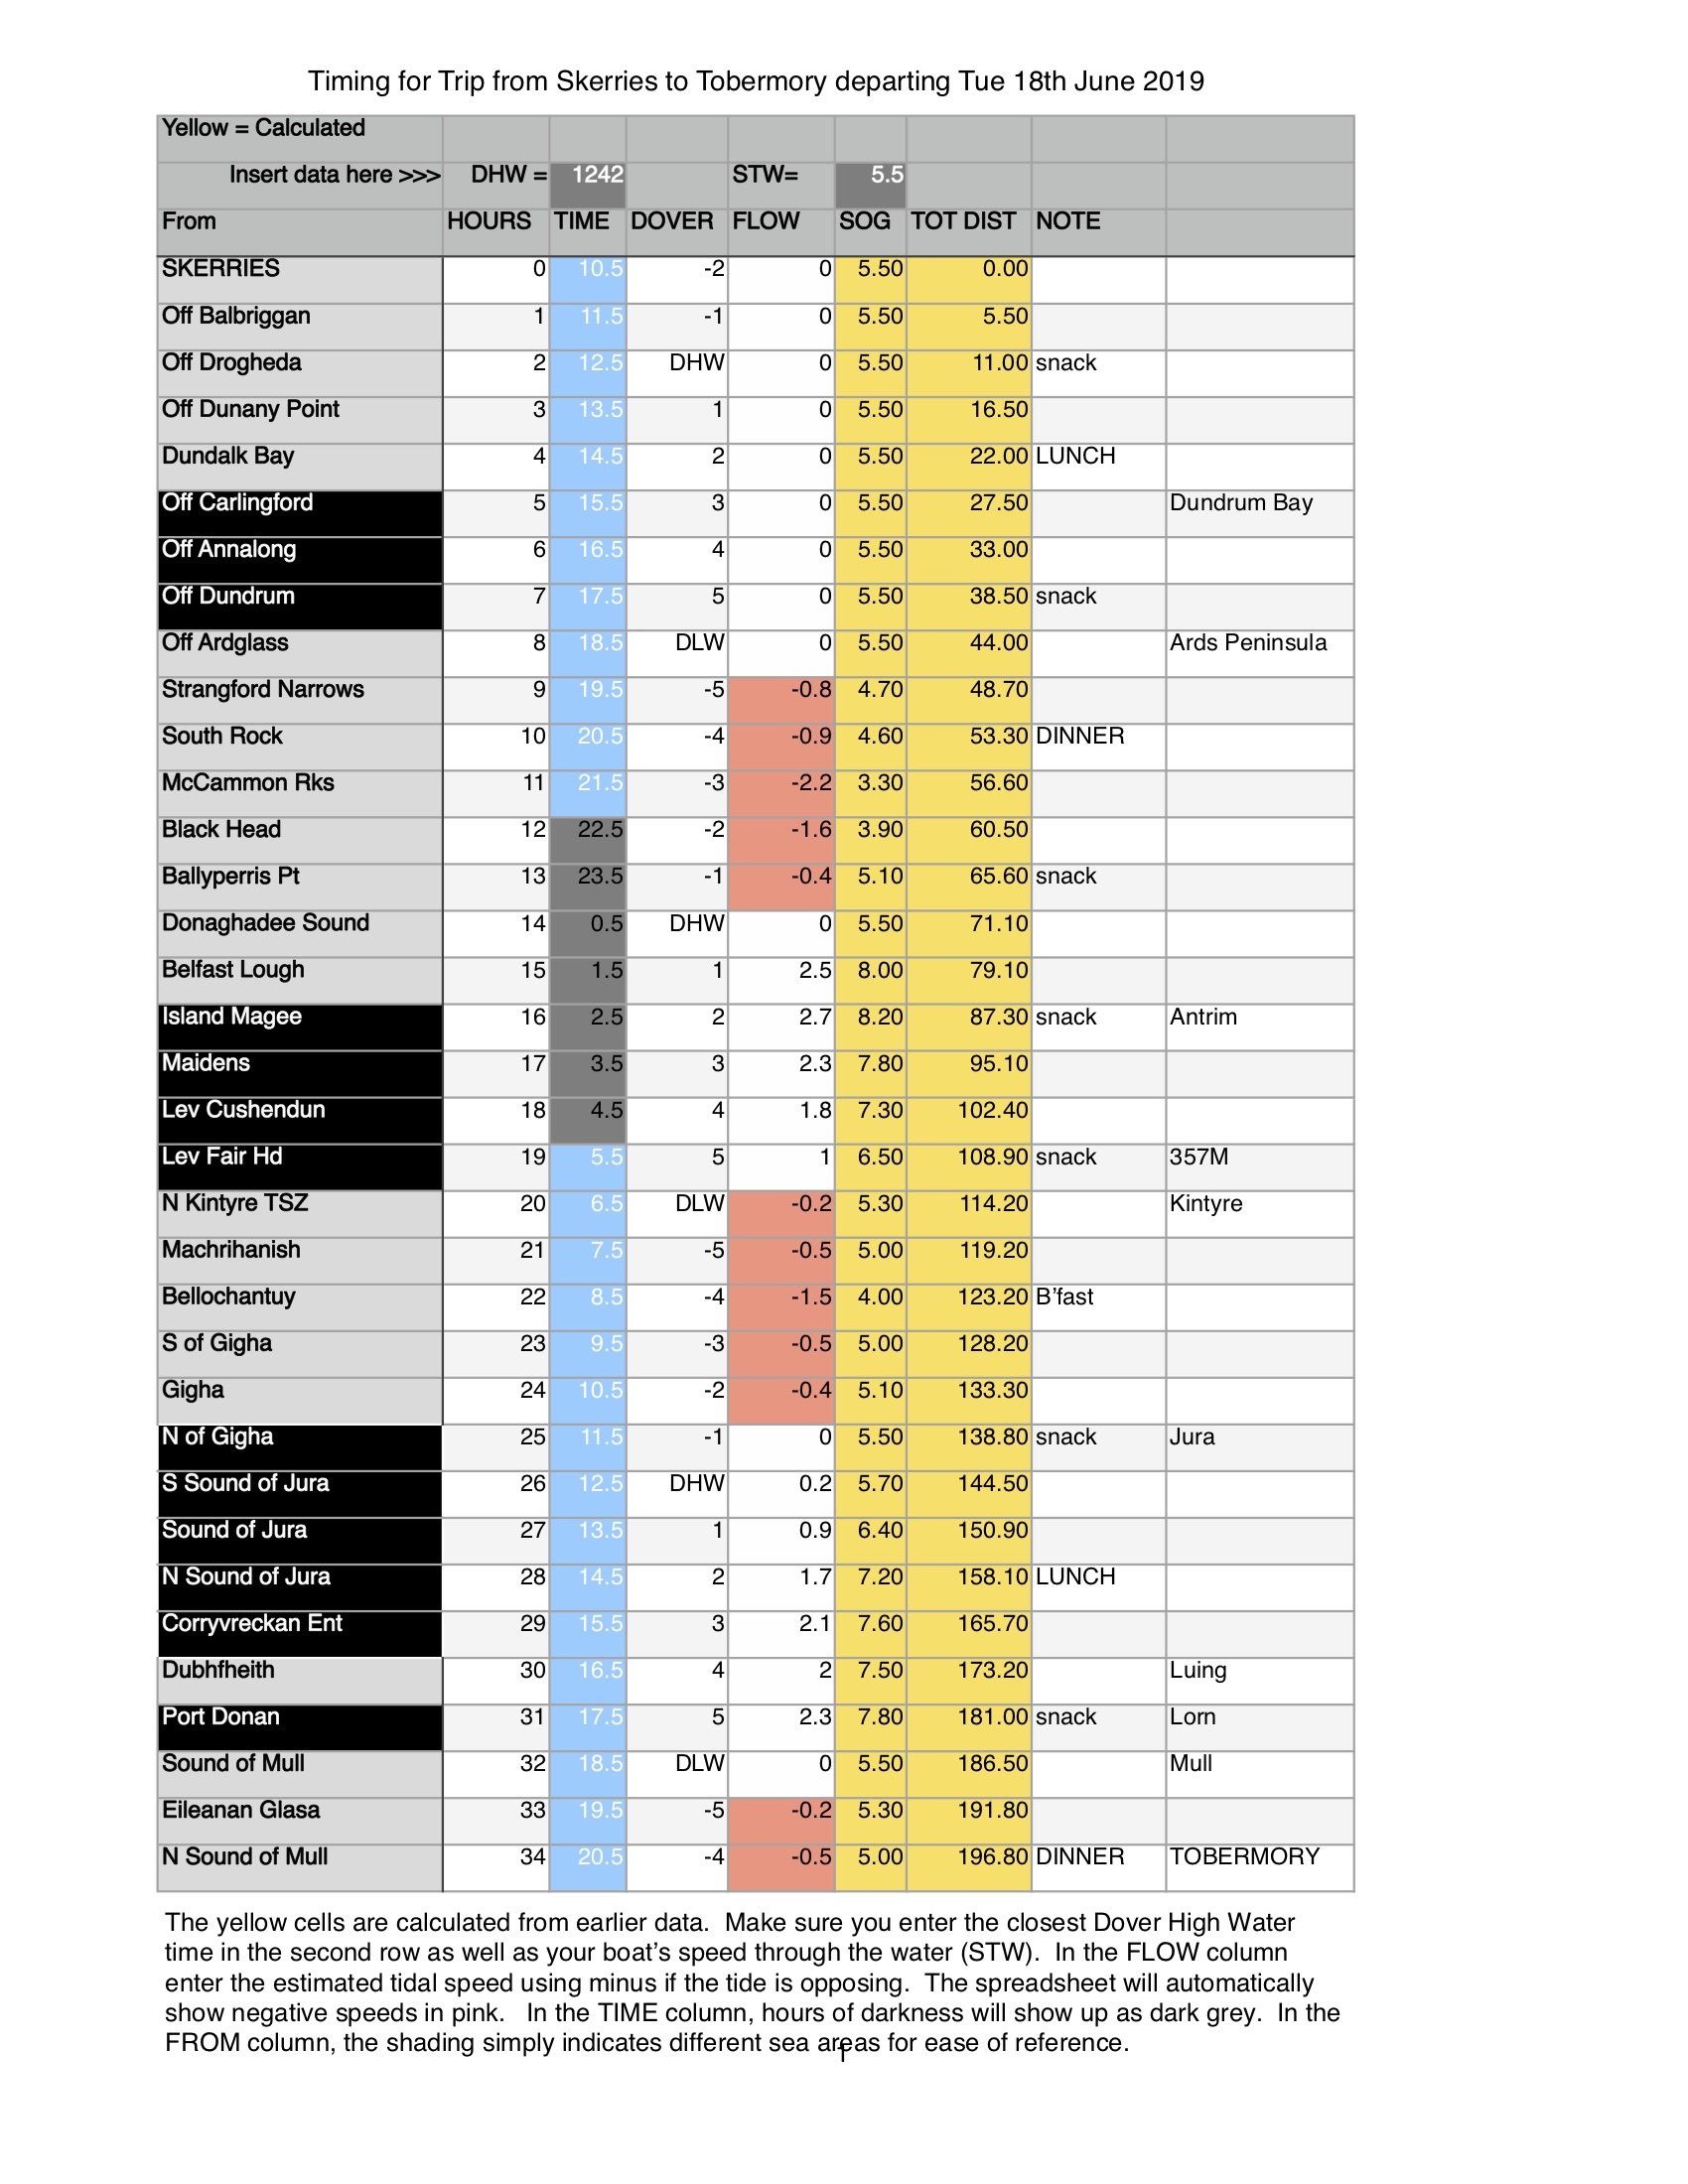 Timing for Trip from Skerries to Tobermory departing Tue 18th June 2019
Yellow = Calculated
Insert data here >>> DHW = 1242 STW= 5.5
From HOURS TIME DOVER FLOW SOG TOT DIST NOTE
SKERRIES 0 10.5 -2 0 5.50 0.00
Off Balbriggan 1 11.5 -1 0 5.50 5.50
Off Drogheda 2 12.5 DHW 0 5.50 11.00 snack
Off Dunany Point 3 13.5 1 0 5.50 16.50
Dundalk Bay 4 14.5 2 0 5.50 22.00 LUNCH
Off Carlingford 5 15.5 3 0 5.50 27.50 Dundrum Bay
Off Annalong 6 16.5 4 0 5.50 33.00
Off Dundrum 7 17.5 5 0 5.50 38.50 snack
Off Ardglass 8 18.5 DLW 0 5.50 44.00 Ards Peninsula
Strangford Narrows 9 19.5 -5 -0.8 4.70 48.70
South Rock 10 20.5 -4 -0.9 4.60 53.30 DINNER
McCammon Rks 11 21.5 -3 -2.2 3.30 56.60
Black Head 12 22.5 -2 -1.6 3.90 60.50
Ballyperris Pt 13 23.5 -1 -0.4 5.10 65.60 snack
Donaghadee Sound 14 0.5 DHW 0 5.50 71.10
Belfast Lough 15 1.5 1 2.5 8.00 79.10
Island Magee 16 2.5 2 2.7 8.20 87.30 snack Antrim
Maidens 17 3.5 3 2.3 7.80 95.10
Lev Cushendun 18 4.5 4 1.8 7.30 102.40
Lev Fair Hd 19 5.5 5 1 6.50 108.90 snack 357M
N Kintyre TSZ 20 6.5 DLW -0.2 5.30 114.20 Kintyre
Machrihanish 21 7.5 -5 -0.5 5.00 119.20
Bellochantuy 22 8.5 -4 -1.5 4.00 123.20 B’fast
S of Gigha 23 9.5 -3 -0.5 5.00 128.20
Gigha 24 10.5 -2 -0.4 5.10 133.30
N of Gigha 25 11.5 -1 0 5.50 138.80 snack Jura
S Sound of Jura 26 12.5 DHW 0.2 5.70 144.50
Sound of Jura 27 13.5 1 0.9 6.40 150.90
N Sound of Jura 28 14.5 2 1.7 7.20 158.10 LUNCH
Corryvreckan Ent 29 15.5 3 2.1 7.60 165.70
Dubhfheith 30 16.5 4 2 7.50 173.20 Luing
Port Donan 31 17.5 5 2.3 7.80 181.00 snack Lorn
Sound of Mull 32 18.5 DLW 0 5.50 186.50 Mull
Eileanan Glasa 33 19.5 -5 -0.2 5.30 191.80
N Sound of Mull 34 20.5 -4 -0.5 5.00 196.80 DINNER TOBERMORY
The yellow cells are calculated from earlier data. Make sure you enter the closest Dover High Water
time in the second row as well as your boat’s speed through the water (STW). In the FLOW column
enter the estimated tidal speed using minus if the tide is opposing. The spreadsheet will automatically
show negative speeds in pink. In the TIME column, hours of darkness will show up as dark grey. In the
FROM column, the shading simply indicates different sea areas for ease of reference.
1